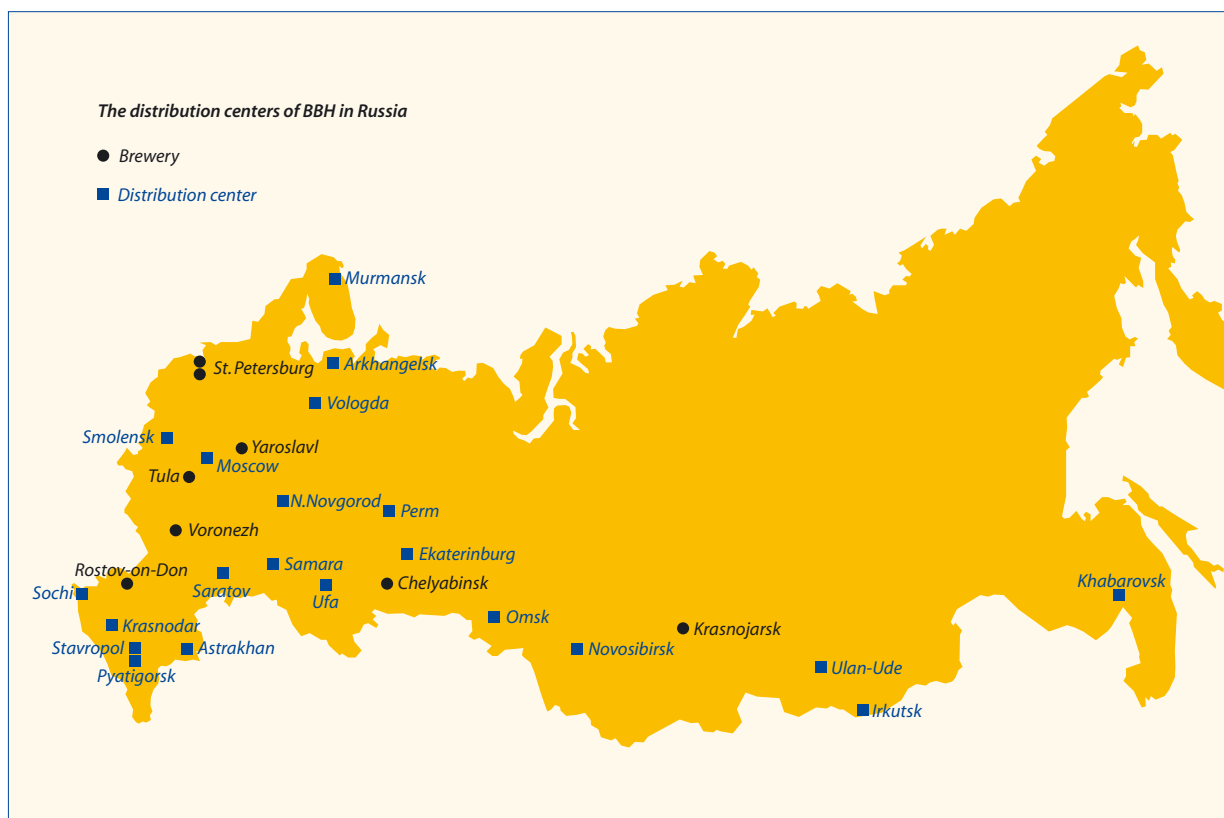 The distribution centers of BBH in Russia
Brewery
Distribution center
Murmansk
St. Petersburg
Arkhangelsk
Vologda
Smolensk
Yaroslavl
Moscow
Tula
N.Novgorod
Perm
Voronezh
Ekaterinburg
Samara
Rostov-on-Don
Chelyabinsk
Khabarovsk
Sochi
Saratov
Ufa
Omsk
Krasnodar
Krasnojarsk
Stavropol
Astrakhan
Novosibirsk
Pyatigorsk
Ulan-Ude
Irkutsk